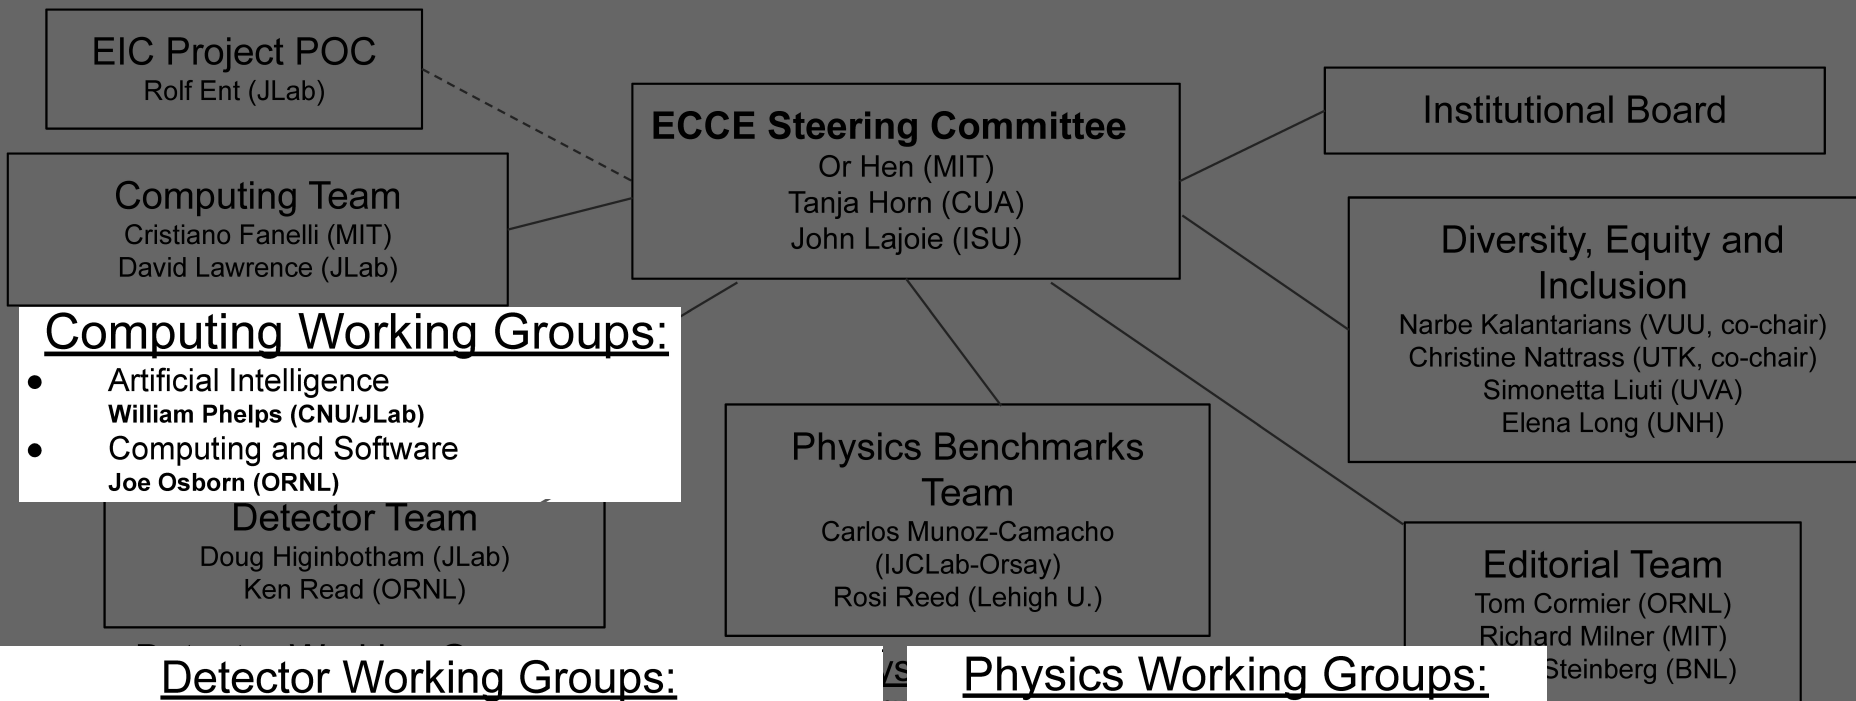 EIC Project POC
Rolf Ent (JLab)
ECCE Steering Committee
Or Hen (MIT)
Tanja Horn (CUA)
John Lajoie (ISU)
Institutional Board
Computing Team
Cristiano Fanelli (MIT)
David Lawrence (JLab)
Diversity, Equity and
Inclusion
Narbe Kalantarians (VUU, co-chair)
Christine Nattrass (UTK, co-chair)
Simonetta Liuti (UVA)
Elena Long (UNH)
Computing Working Groups:
● Artificial Intelligence
William Phelps (CNU/JLab)
● Computing and Software
Joe Osborn (ORNL)
Detector Team
Doug Higinbotham (JLab)
Ken Read (ORNL)
Physics Benchmarks
Team
Carlos Munoz-Camacho
(IJCLab-Orsay)
Rosi Reed (Lehigh U.)
Editorial Team
Tom Cormier (ORNL)
Richard Milner (MIT)
Steinberg (BNL)
Detector Working Groups:
Physics Working Groups: